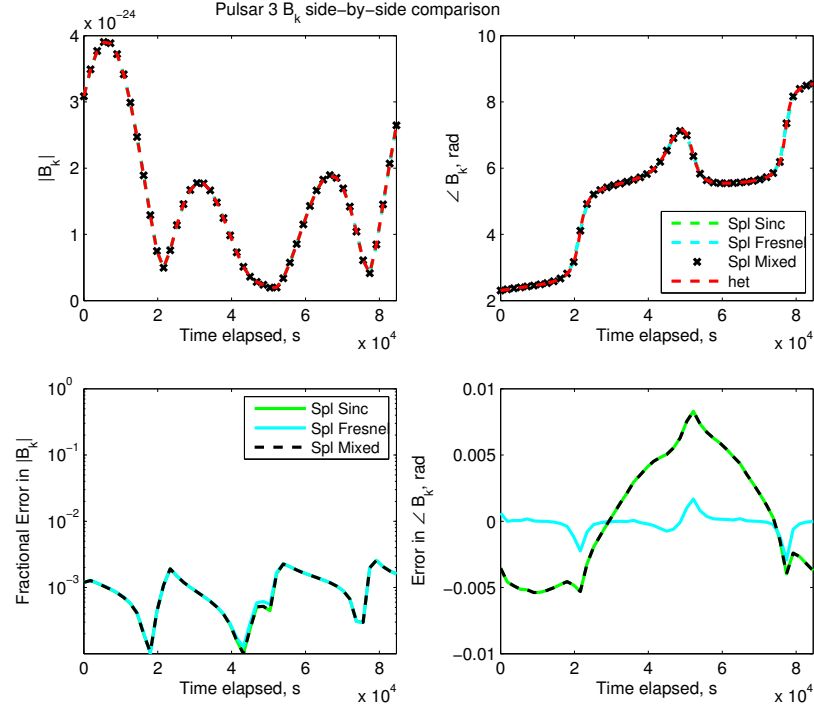 Pulsar 3 B_k side−by−side comparison
x 10^−24
4
3
2
1
0
|B_k|
0 2 4 6 8
Time elapsed, s
x 10^4
10
8
6
4
2
∠ B_k, rad
Spl Sinc
Spl Fresnel
Spl Mixed
het
0 2 4 6 8
Time elapsed, s
x 10^4
10^0
10^−1
10^−2
10^−3
Fractional Error in |B_k|
Spl Sinc
Spl Fresnel
Spl Mixed
0 2 4 6 8
Time elapsed, s
x 10^4
0.01
0.005
0
−0.005
−0.01
Error in ∠ B_k, rad
0 2 4 6 8
Time elapsed, s
x 10^4